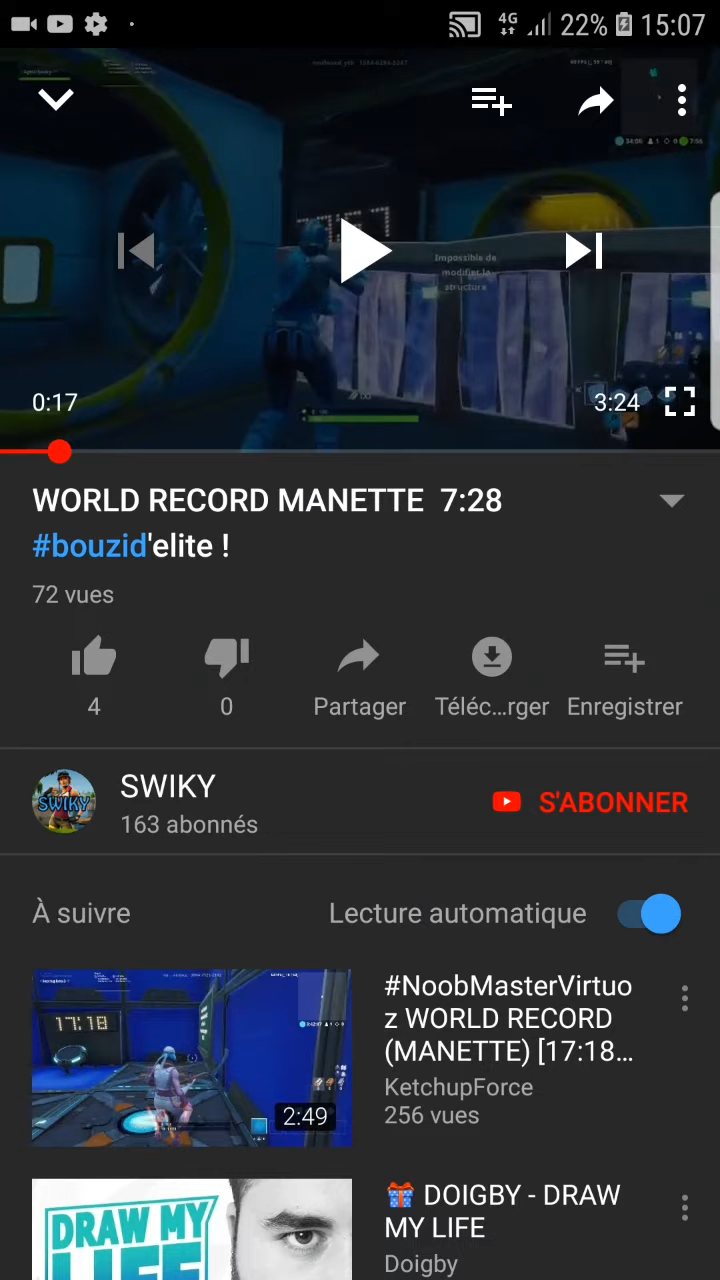 4G 22% 15:07
Impossible de
modifier la
structure
0:17 3:24
WORLD RECORD MANETTE 7:28
#bouzid'elite !
72 vues
4 0 Partager Téléc...rger Enregistrer
SWIKY
SWIKY
163 abonnés
S'ABONNER
À suivre Lecture automatique
17:18
2:49
#NoobMasterVirtuo
z WORLD RECORD
(MANETTE) [17:18...
KetchupForce
256 vues
DRAW MY
LIFE
🎁 DOIGBY - DRAW
MY LIFE
Doigby